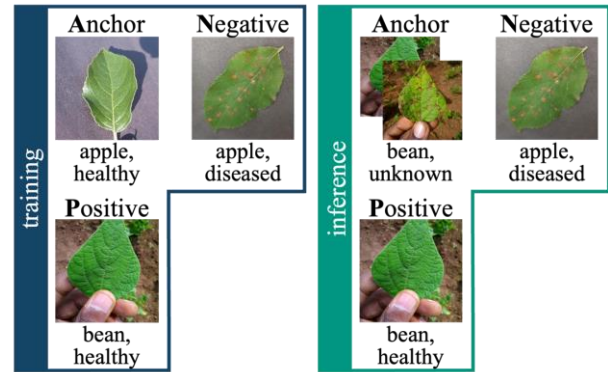 training
Anchor
apple,
healthy
Negative
apple,
diseased
Positive
bean,
healthy
inference
Anchor
bean,
unknown
Negative
apple,
diseased
Positive
bean,
healthy